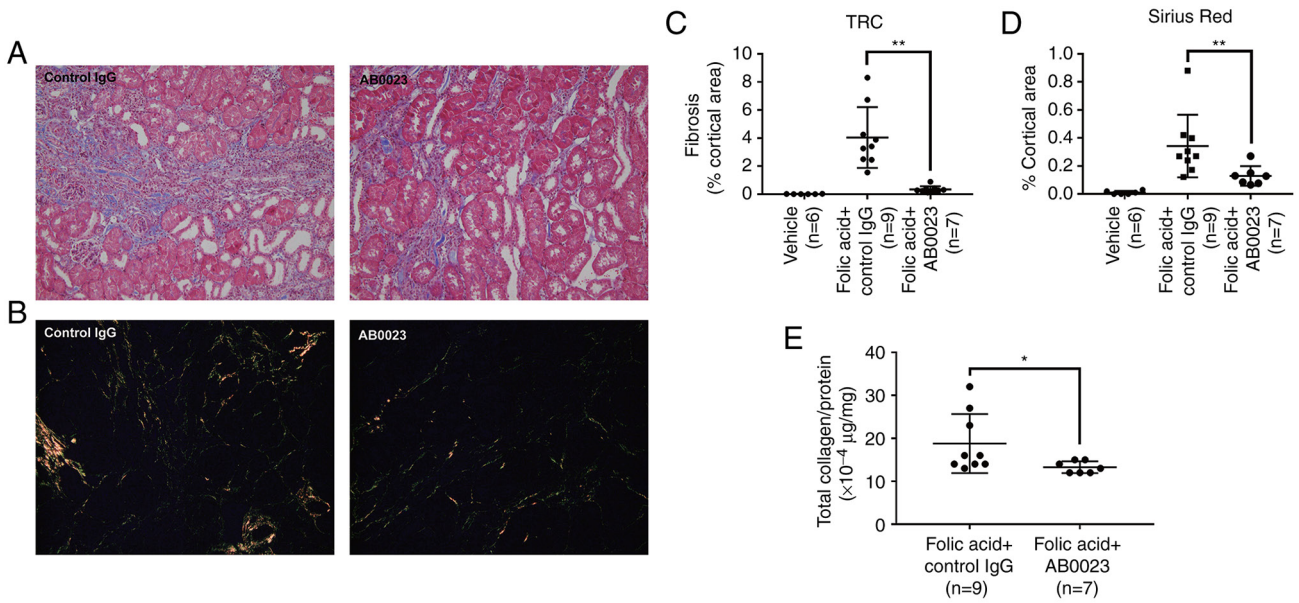 A
Control IgG
AB0023
B
Control IgG
AB0023
C
TRC
Fibrosis
(% cortical area)
10
8
6
4
2
0
**
Vehicle
(n=6)
Folic acid+
control IgG
(n=9)
Folic acid+
AB0023
(n=7)
D
Sirius Red
% Cortical area
1.0
0.8
0.6
0.4
0.2
0.0
**
Vehicle
(n=6)
Folic acid+
control IgG
(n=9)
Folic acid+
AB0023
(n=7)
E
Total collagen/protein
(×10⁻⁴ μg/mg)
40
30
20
10
0
*
Folic acid+
control IgG
(n=9)
Folic acid+
AB0023
(n=7)